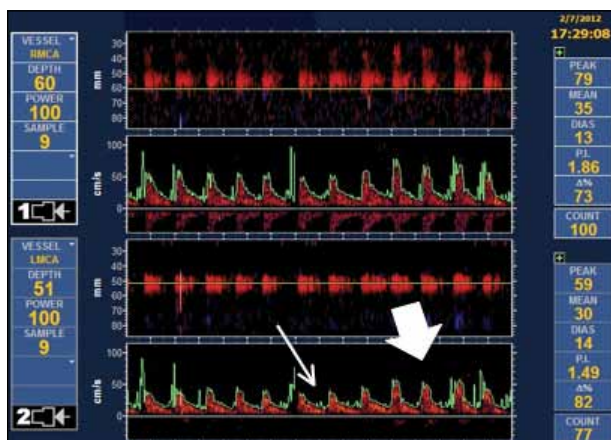 2/7/2012
17:29:08
VESSEL
RMCA
DEPTH
60
POWER
100
SAMPLE
9
1
mm
30
40
50
60
70
80
cm/s
100
50
0
PEAK
79
MEAN
35
DIAS
13
P.I.
1.86
Δ%
73
COUNT
100
VESSEL
LMCA
DEPTH
51
POWER
100
SAMPLE
9
2
mm
30
40
50
60
70
80
cm/s
100
50
0
PEAK
59
MEAN
30
DIAS
14
P.I.
1.49
Δ%
82
COUNT
77